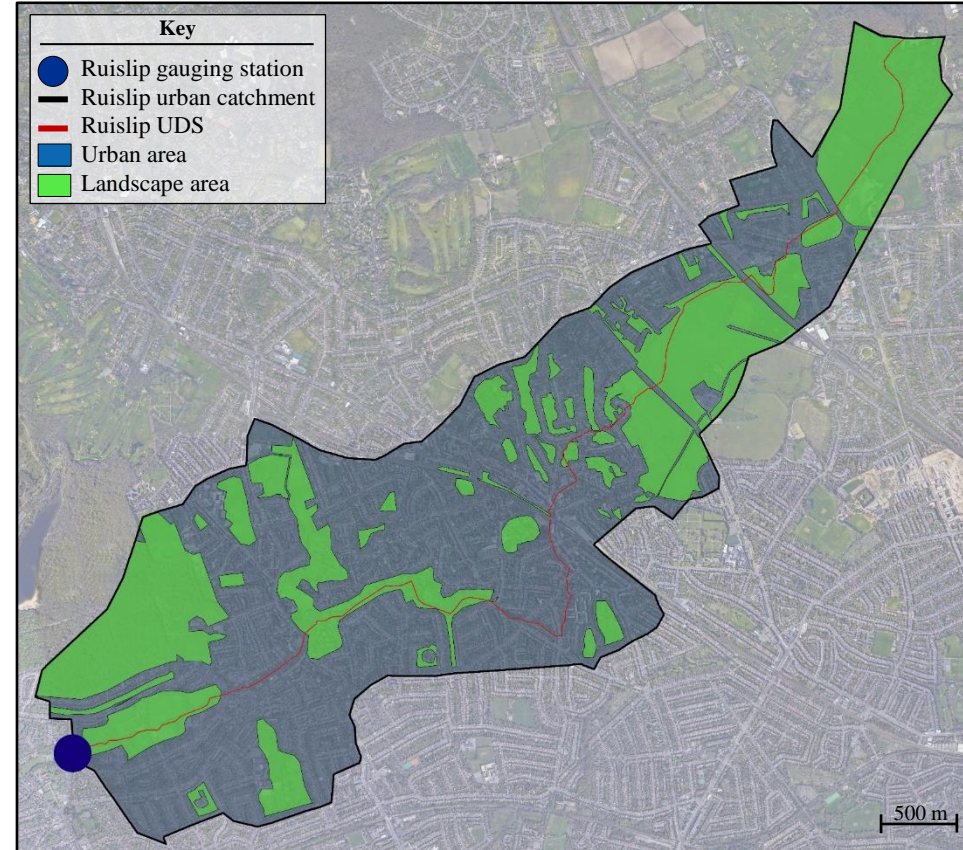 Key
Ruislip gauging station
Ruislip urban catchment
Ruislip UDS
Urban area
Landscape area
500 m